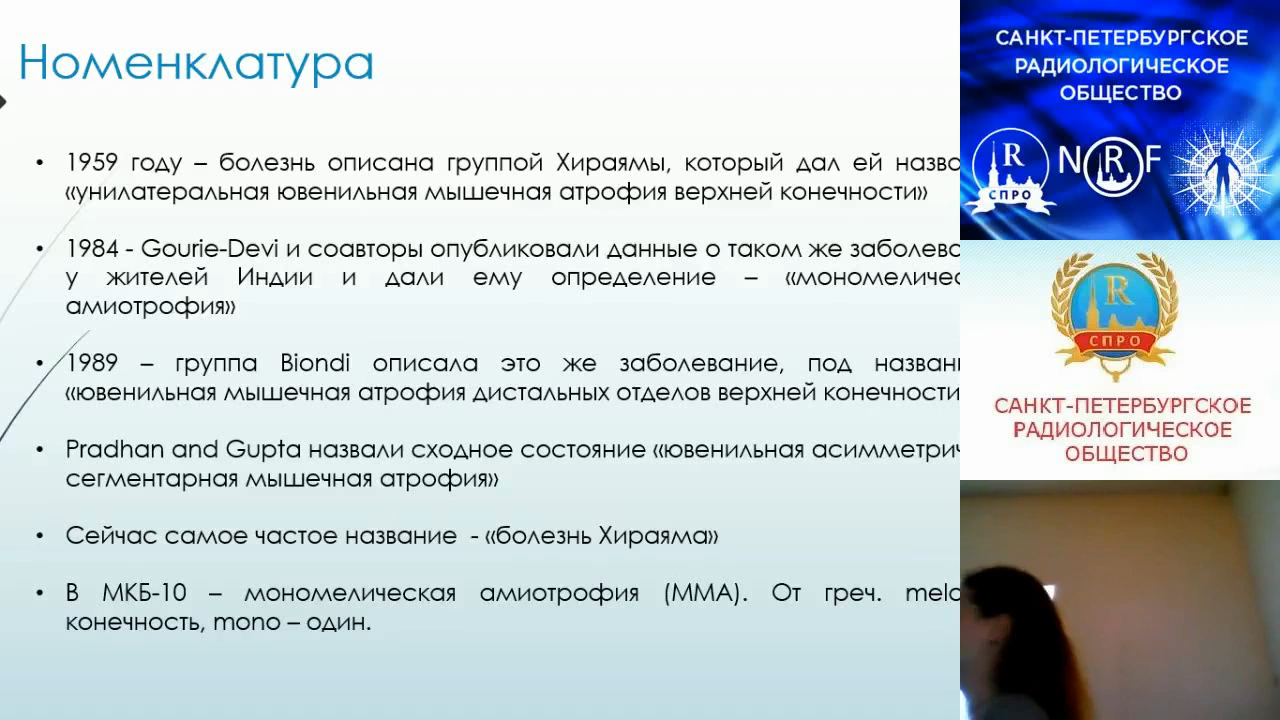 Номенклатура
• 1959 году – болезнь описана группой Хираямы, который дал ей назва
«унилатеральная ювенильная мышечная атрофия верхней конечности»
• 1984 - Gourie-Devi и соавторы опубликовали данные о таком же заболева
у жителей Индии и дали ему определение – «мономеличес
амиотрофия»
• 1989 – группа Biondi описала это же заболевание, под назван
«ювенильная мышечная атрофия дистальных отделов верхней конечности
• Pradhan and Gupta назвали сходное состояние «ювенильная асимметрич
сегментарная мышечная атрофия»
• Сейчас самое частое название - «болезнь Хираяма»
• В МКБ-10 – мономелическая амиотрофия (ММА). От греч. melo
конечность, mono – один.
САНКТ-ПЕТЕРБУРГСКОЕ
РАДИОЛОГИЧЕСКОЕ
ОБЩЕСТВО
R
СПРО
NRF
R
СПРО
САНКТ-ПЕТЕРБУРГСКОЕ
РАДИОЛОГИЧЕСКОЕ
ОБЩЕСТВО